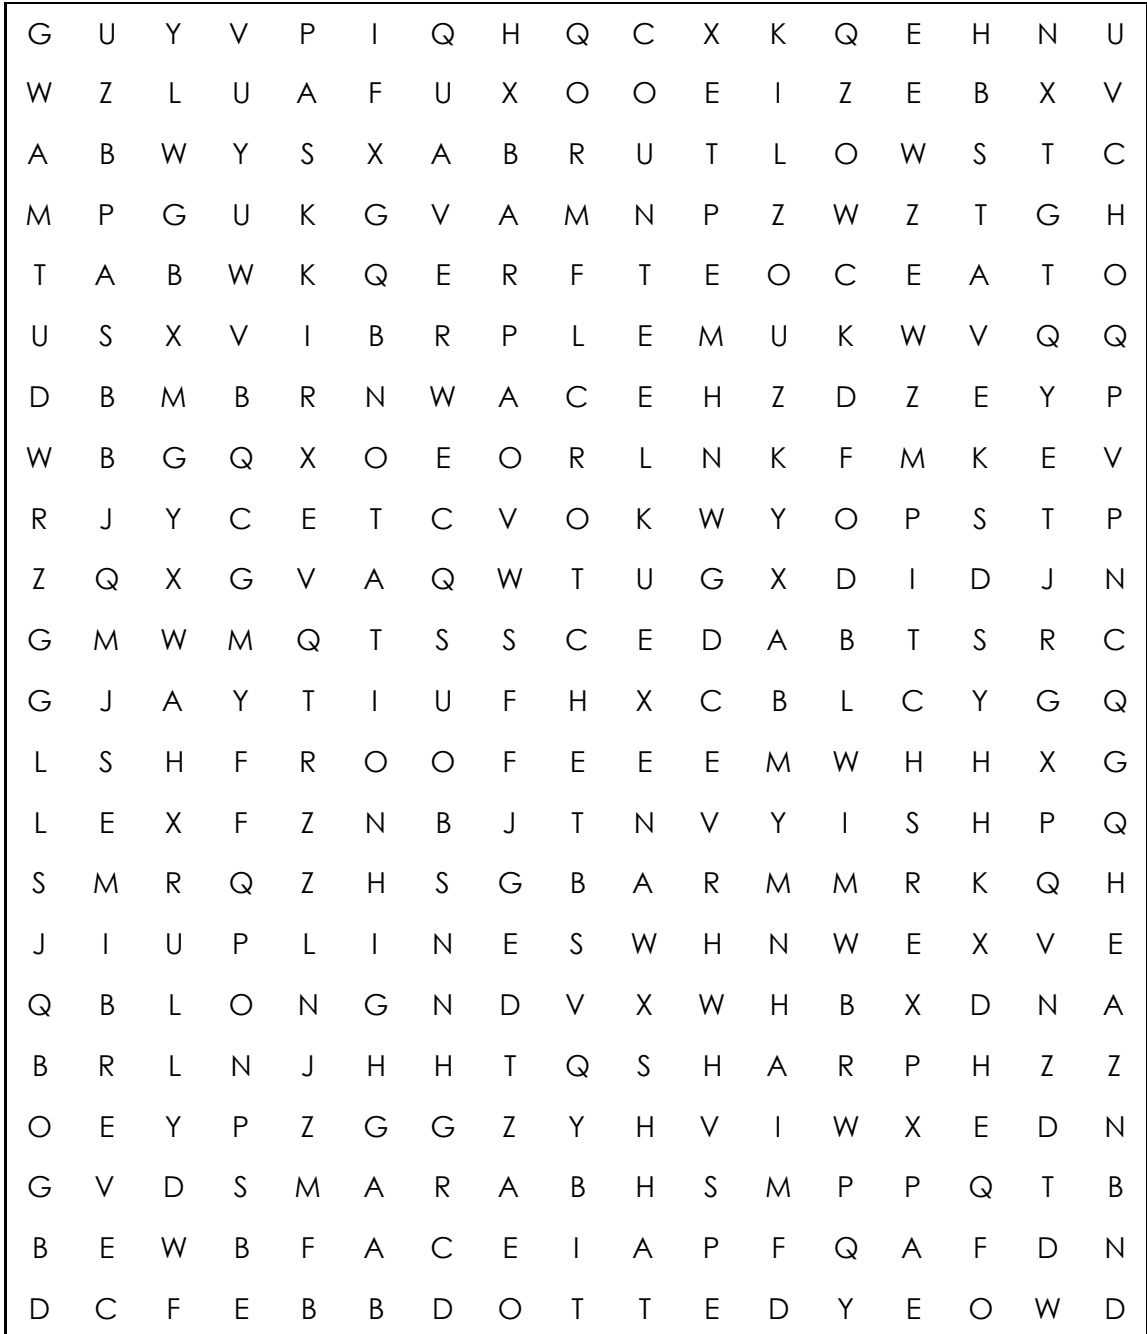 G U Y V P I Q H Q C X K Q E H N U
W Z L U A F U X O O E I Z E B X V
A B W Y S X A B R U T L O W S T C
M P G U K G V A M N P Z W Z T G H
T A B W K Q E R F T E O C E A T O
U S X V I B R P L E M U K W V Q Q
D B M B R N W A C E H Z D Z E Y P
W B G Q X O E O R L N K F M K E V
R J Y C E T C V O K W Y O P S T P
Z Q X G V A Q W T U G X D I D J N
G M W M Q T S S C E D A B T S R C
G J A Y T I U F H X C B L C Y G Q
L S H F R O O F E E E M W H H X G
L E X F Z N B J T N V Y I S H P Q
S M R Q Z H S G B A R M M R K Q H
J I U P L I N E S W H N W E X V E
Q B L O N G N D V X W H B X D N A
B R L N J H H T Q S H A R P H Z Z
O E Y P Z G G Z Y H V I W X E D N
G V D S M A R A B H S M P P Q T B
B E W B F A C E I A P F Q A F D N
D C F E B B D O T T E D Y E O W D